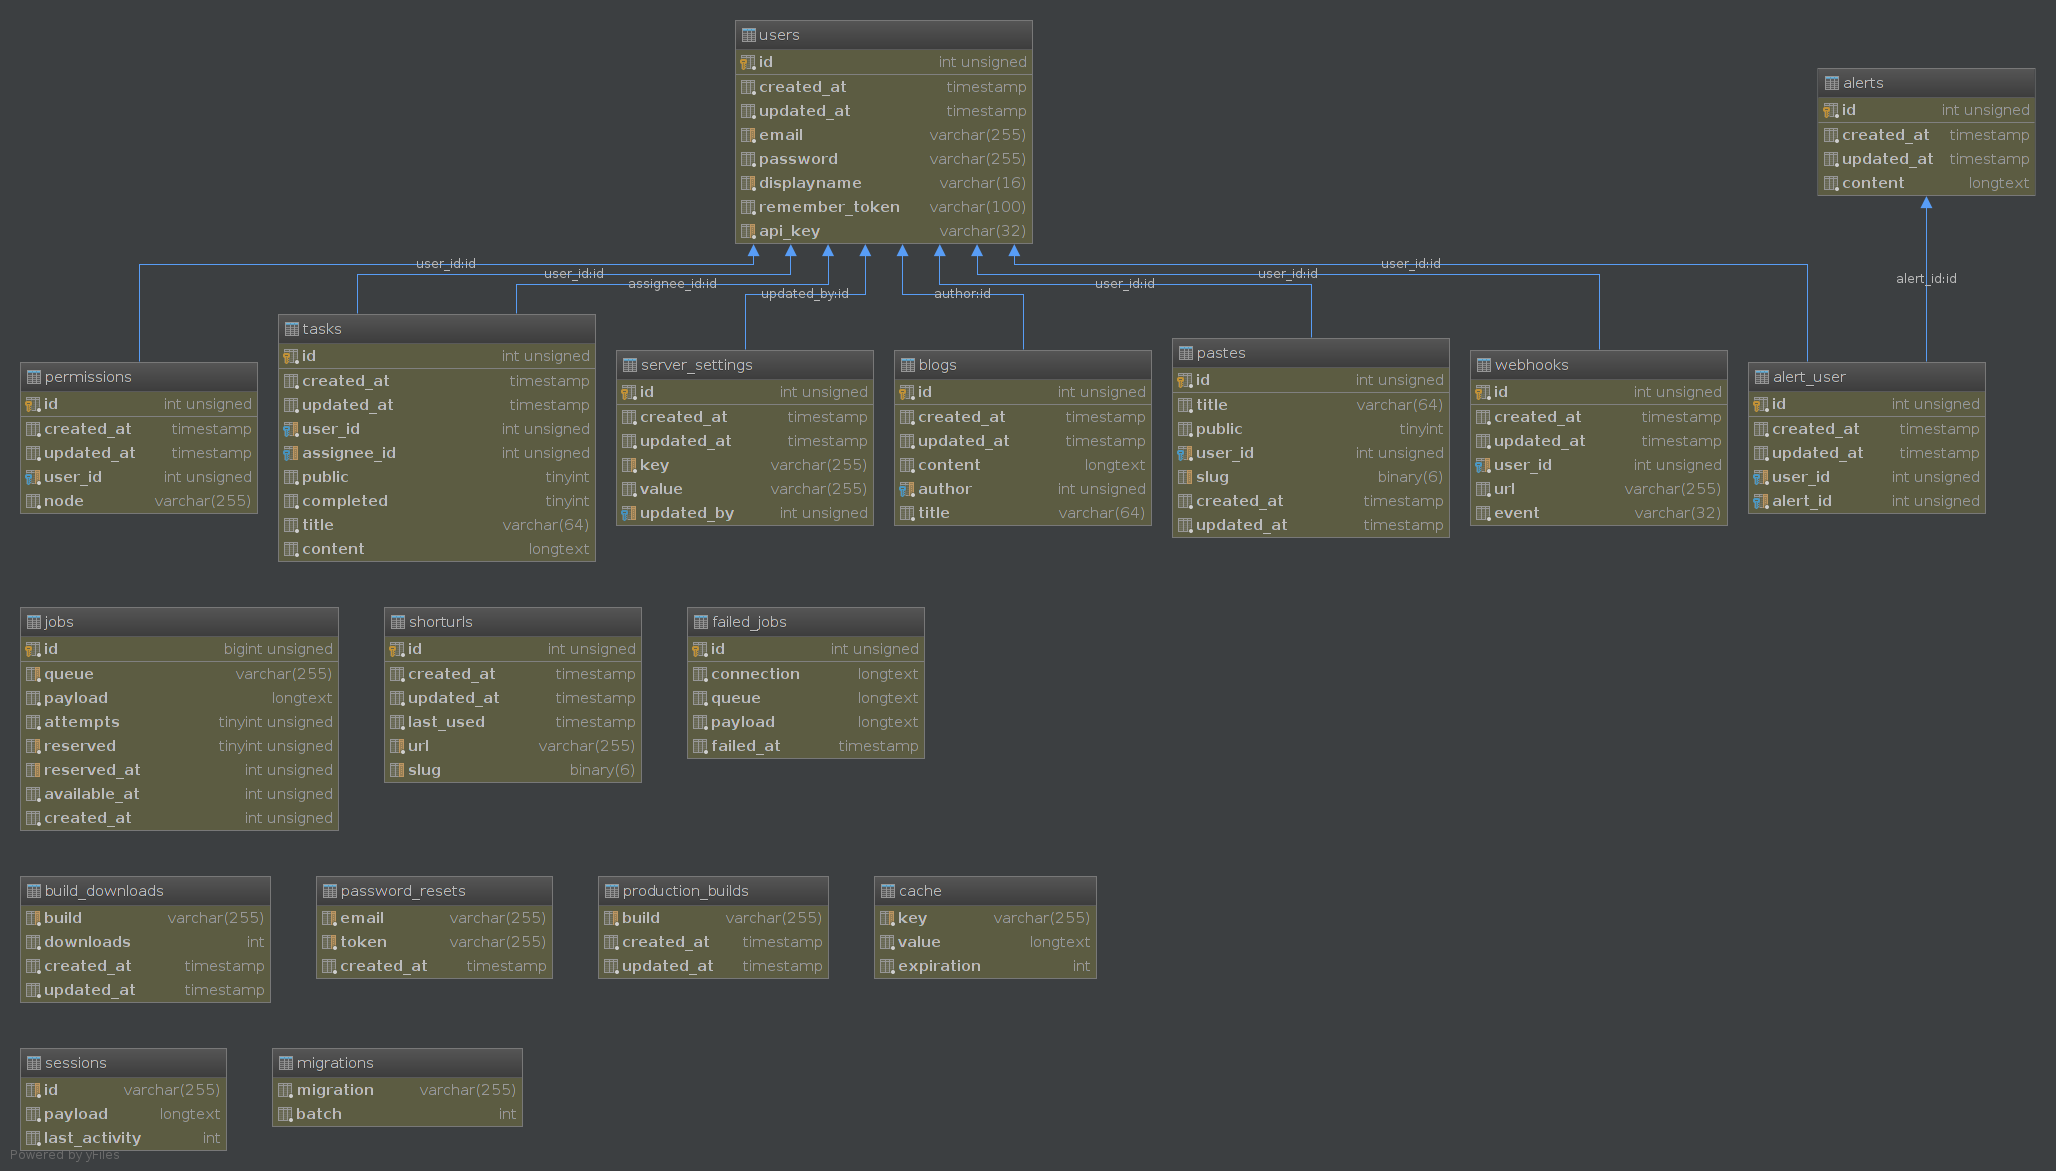 users
id int unsigned
created_at timestamp
updated_at timestamp
email varchar(255)
password varchar(255)
displayname varchar(16)
remember_token varchar(100)
api_key varchar(32)
alerts
id int unsigned
created_at timestamp
updated_at timestamp
content longtext
user_id:id
user_id:id
assignee_id:id
updated_by:id
author:id
user_id:id
user_id:id
user_id:id
alert_id:id
permissions
id int unsigned
created_at timestamp
updated_at timestamp
user_id int unsigned
node varchar(255)
tasks
id int unsigned
created_at timestamp
updated_at timestamp
user_id int unsigned
assignee_id int unsigned
public tinyint
completed tinyint
title varchar(64)
content longtext
server_settings
id int unsigned
created_at timestamp
updated_at timestamp
key varchar(255)
value varchar(255)
updated_by int unsigned
blogs
id int unsigned
created_at timestamp
updated_at timestamp
content longtext
author int unsigned
title varchar(64)
pastes
id int unsigned
title varchar(64)
public tinyint
user_id int unsigned
slug binary(6)
created_at timestamp
updated_at timestamp
webhooks
id int unsigned
created_at timestamp
updated_at timestamp
user_id int unsigned
url varchar(255)
event varchar(32)
alert_user
id int unsigned
created_at timestamp
updated_at timestamp
user_id int unsigned
alert_id int unsigned
jobs
id bigint unsigned
queue varchar(255)
payload longtext
attempts tinyint unsigned
reserved tinyint unsigned
reserved_at int unsigned
available_at int unsigned
created_at int unsigned
shorturls
id int unsigned
created_at timestamp
updated_at timestamp
last_used timestamp
url varchar(255)
slug binary(6)
failed_jobs
id int unsigned
connection longtext
queue longtext
payload longtext
failed_at timestamp
build_downloads
build varchar(255)
downloads int
created_at timestamp
updated_at timestamp
password_resets
email varchar(255)
token varchar(255)
created_at timestamp
production_builds
build varchar(255)
created_at timestamp
updated_at timestamp
cache
key varchar(255)
value longtext
expiration int
sessions
id varchar(255)
payload longtext
last_activity int
migrations
migration varchar(255)
batch int
Powered by yFiles